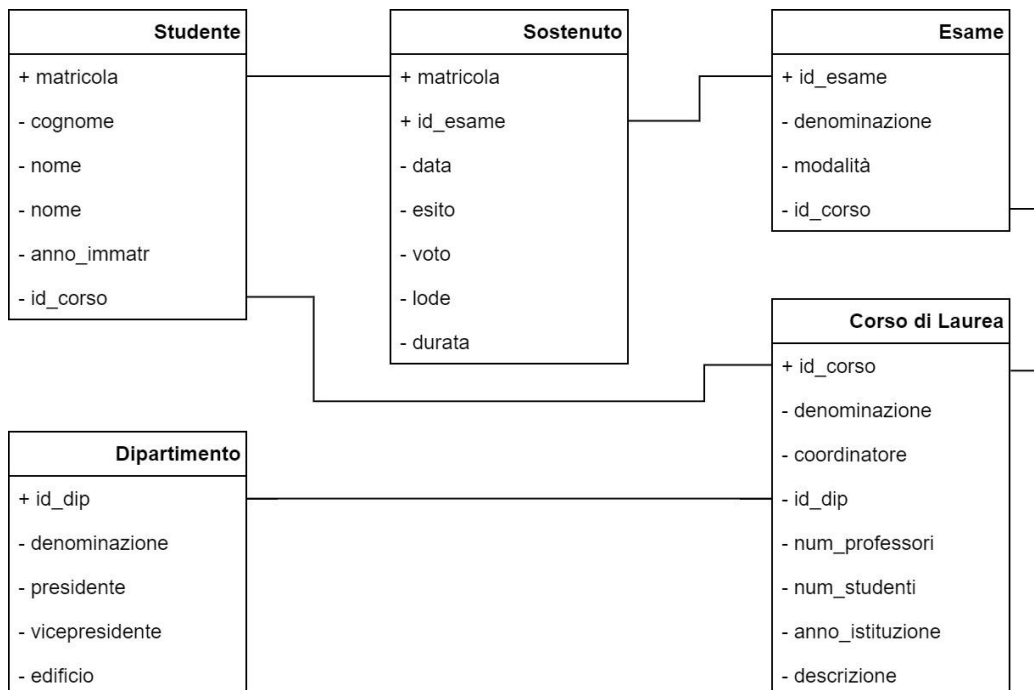 Studente
+ matricola
- cognome
- nome
- nome
- anno_immatr
- id_corso
Sostenuto
+ matricola
+ id_esame
- data
- esito
- voto
- lode
- durata
Esame
+ id_esame
- denominazione
- modalità
- id_corso
Corso di Laurea
+ id_corso
- denominazione
- coordinatore
- id_dip
- num_professori
- num_studenti
- anno_istituzione
- descrizione
Dipartimento
+ id_dip
- denominazione
- presidente
- vicepresidente
- edificio